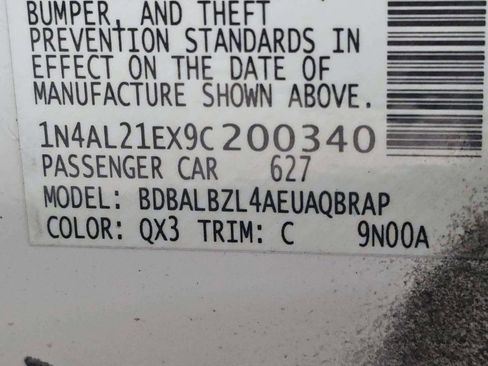 BUMPER, AND THEFT
PREVENTION STANDARDS IN
EFFECT ON THE DATE OF
MANUFACTURE SHOWN ABOVE.
1N4AL21EX9C200340
PASSENGER CAR 627
MODEL: BDBALBZL4AEUAQBRAP
COLOR: QX3 TRIM: C 9N00A